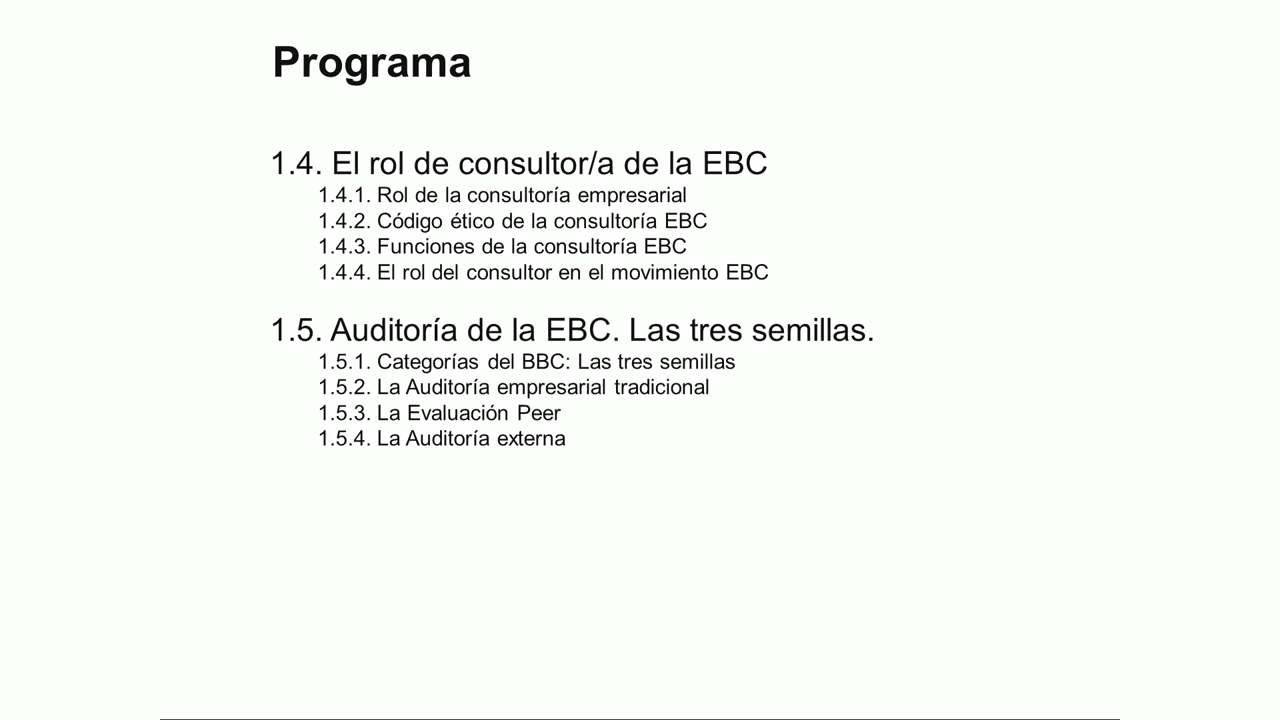 Programa
1.4. El rol de consultor/a de la EBC
1.4.1. Rol de la consultoría empresarial
1.4.2. Código ético de la consultoría EBC
1.4.3. Funciones de la consultoría EBC
1.4.4. El rol del consultor en el movimiento EBC
1.5. Auditoría de la EBC. Las tres semillas.
1.5.1. Categorías del BBC: Las tres semillas
1.5.2. La Auditoría empresarial tradicional
1.5.3. La Evaluación Peer
1.5.4. La Auditoría externa